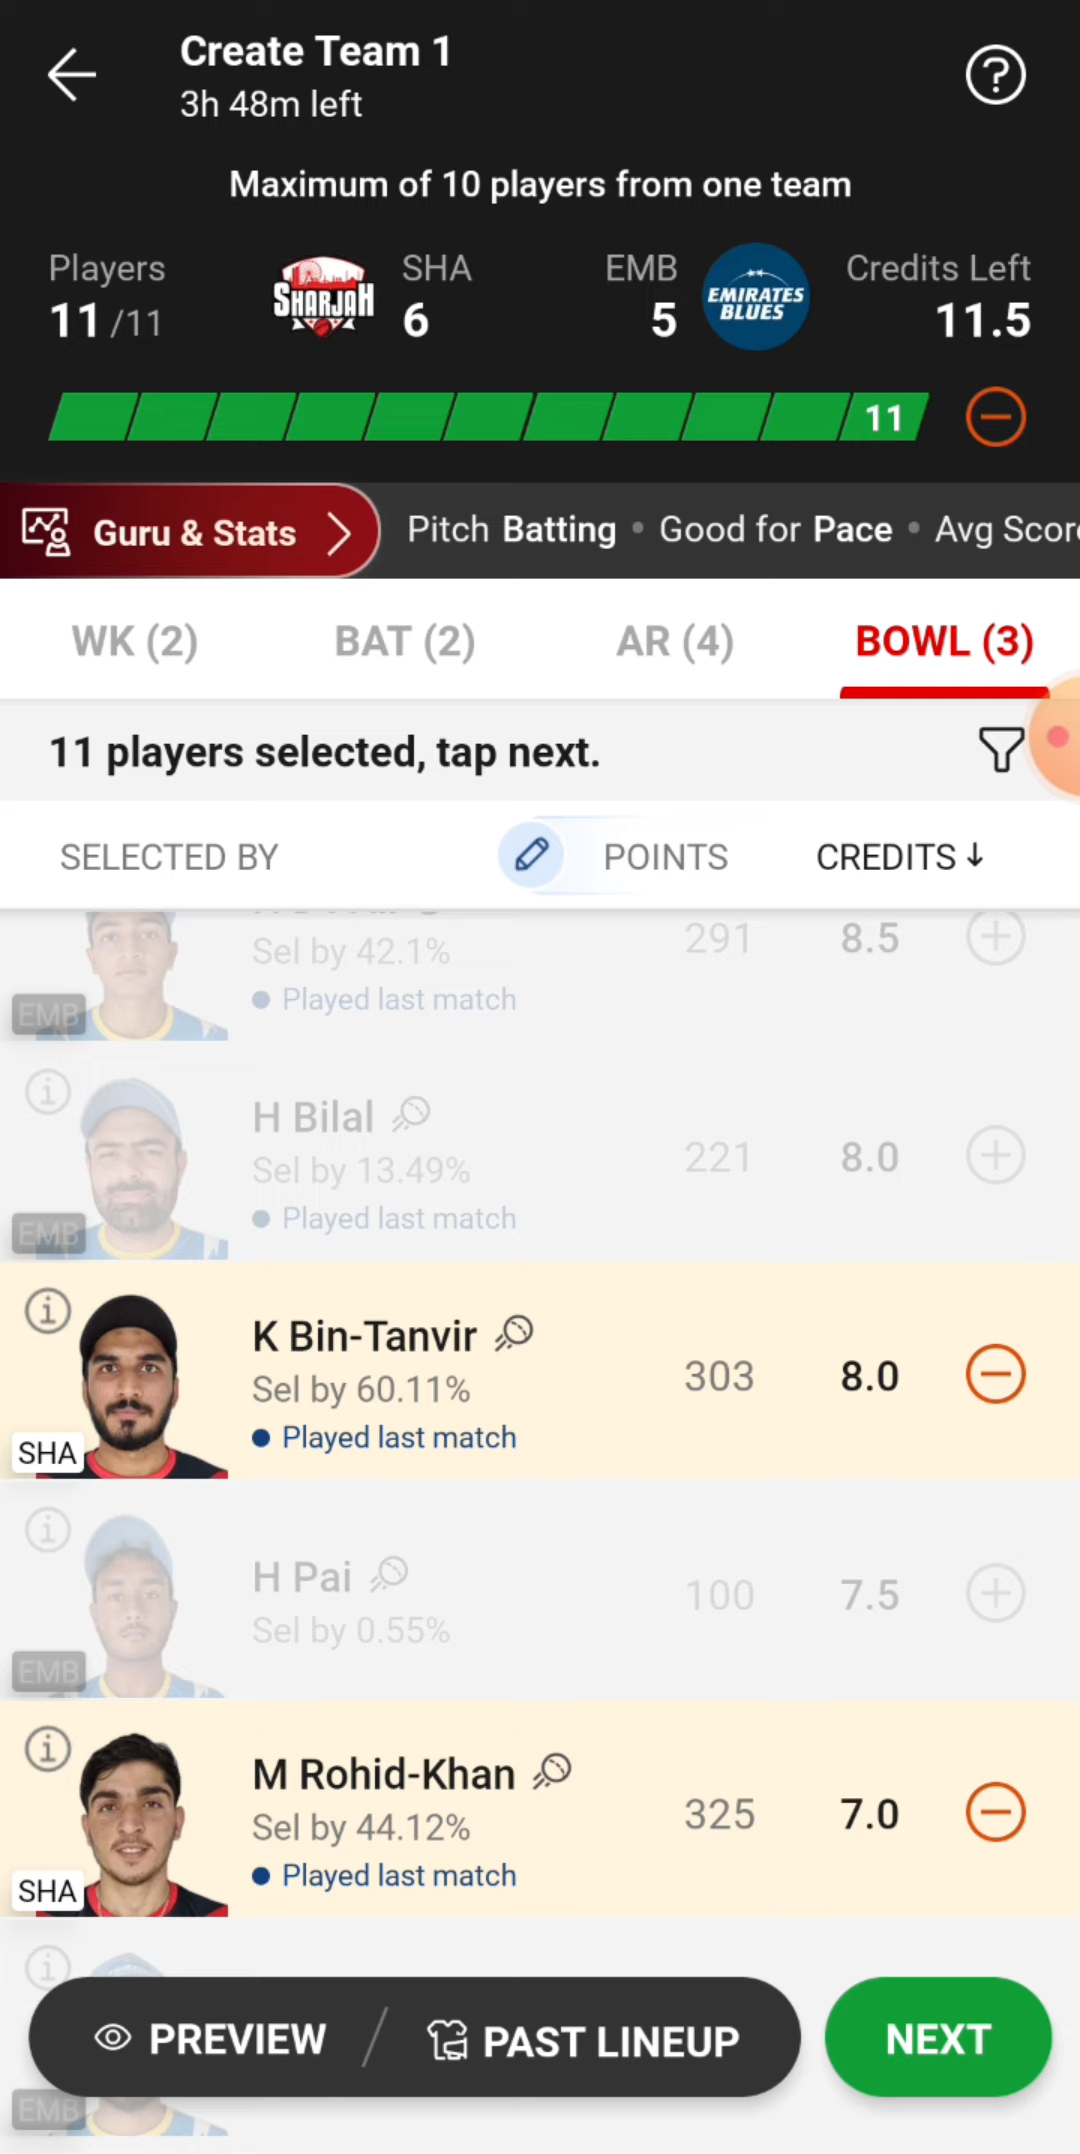 Create Team 1
3h 48m left
Maximum of 10 players from one team
Players SHA EMB Credits Left
11/11 6 5 11.5
SHARJAH
EMIRATES
BLUES
11
Guru & Stats Pitch Batting • Good for Pace • Avg Scor
WK (2) BAT (2) AR (4) BOWL (3)
11 players selected, tap next.
SELECTED BY POINTS CREDITS ↓
Sel by 42.1% 291 8.5
EMB • Played last match
H Bilal
Sel by 13.49% 221 8.0
EMB • Played last match
K Bin-Tanvir
Sel by 60.11% 303 8.0
SHA • Played last match
H Pai
Sel by 0.55% 100 7.5
EMB
M Rohid-Khan
Sel by 44.12% 325 7.0
SHA • Played last match
PREVIEW / PAST LINEUP NEXT
EMB